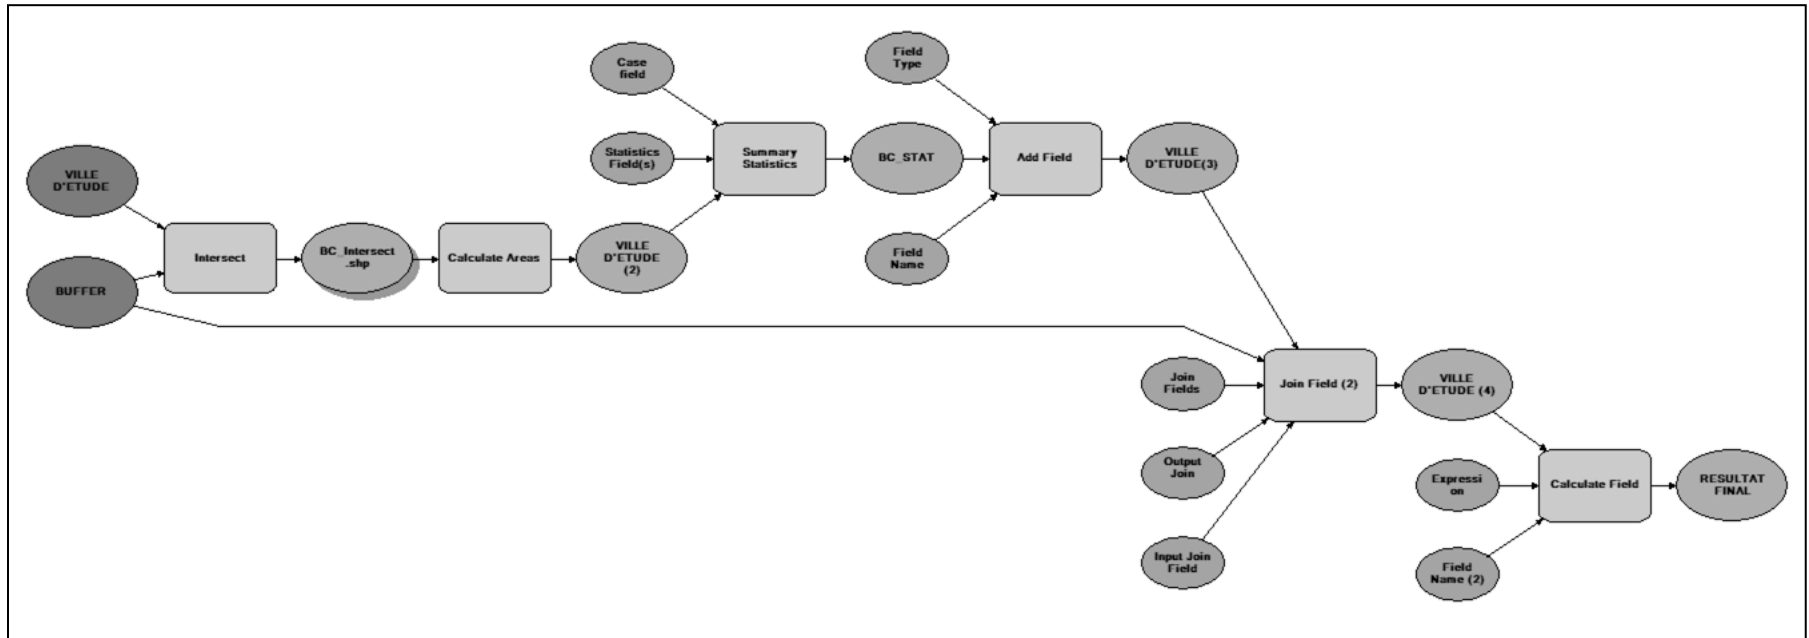 Case
field
Field
Type
Statistics
Field(s)
Summary
Statistics
BC_STAT
Add Field
VILLE
D'ETUDE(3)
VILLE
D'ETUDE
Intersect
BC_Intersect
.shp
Calculate Areas
VILLE
D'ETUDE
(2)
Field
Name
BUFFER
Join
Fields
Join Field (2)
VILLE
D'ETUDE (4)
Output
Join
Expressi
on
Calculate Field
RESULTAT
FINAL
Input Join
Field
Field
Name (2)